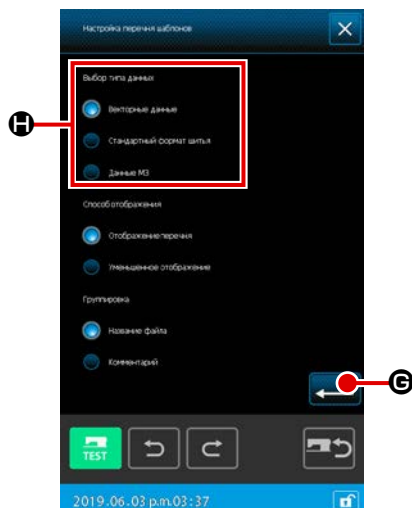 Настройка перечня шаблонов
Выбор типа данных
H
Векторные данные
Стандартный формат шитья
Данные М3
Способ отображения
Отображение перечня
Уменьшенное отображение
Группировка
Название файла
Комментарий
G
TEST
2019.06.03 p.m.03:37